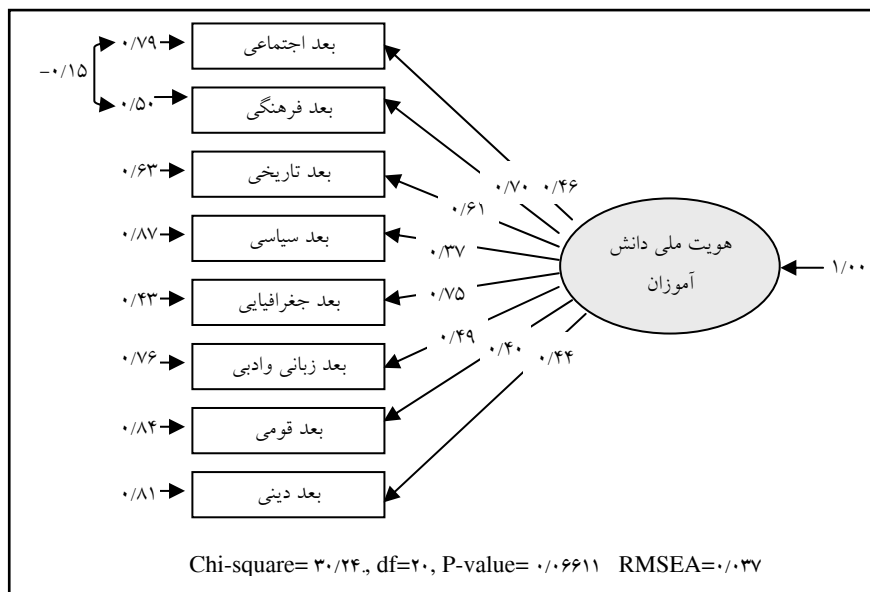 ۰/۷۹
بعد اجتماعی
-۰/۱۵
۰/۵۰
بعد فرهنگی
۰/۶۳
بعد تاریخی
۰/۸۷
بعد سیاسی
۰/۴۳
بعد جغرافیایی
۰/۷۶
بعد زبانی وادبی
۰/۸۴
بعد قومی
۰/۸۱
بعد دینی
۰/۴۶
۰/۷۰
۰/۶۱
۰/۳۷
۰/۷۵
۰/۴۹
۰/۴۰
۰/۴۴
هویت ملی دانش
آموزان
۱/۰۰
Chi-square= ۳۰/۲۴., df=۲۰, P-value= ۰/۰۶۶۱۱ RMSEA=۰/۰۳۷